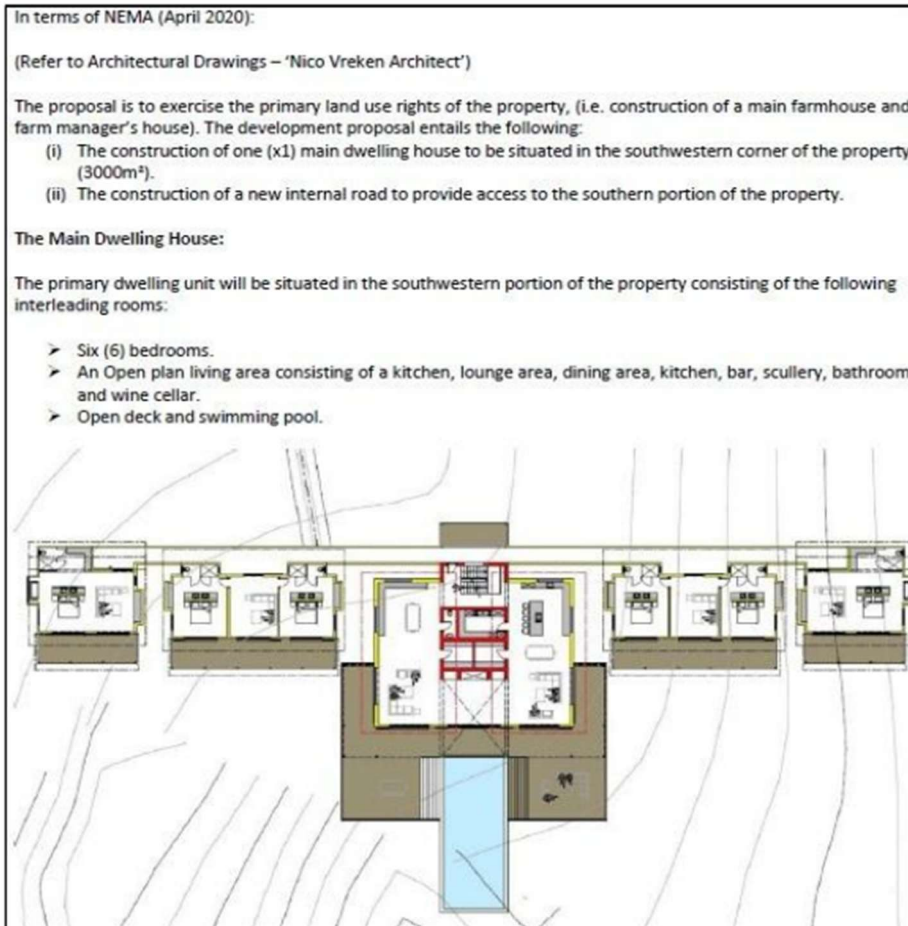 In terms of NEMA (April 2020):
(Refer to Architectural Drawings – ‘Nico Vreken Architect’)
The proposal is to exercise the primary land use rights of the property, (i.e. construction of a main farmhouse and
farm manager’s house). The development proposal entails the following:
(i) The construction of one (x1) main dwelling house to be situated in the southwestern corner of the property
(3000m²).
(ii) The construction of a new internal road to provide access to the southern portion of the property.
The Main Dwelling House:
The primary dwelling unit will be situated in the southwestern portion of the property consisting of the following
interleading rooms:
➢ Six (6) bedrooms.
➢ An Open plan living area consisting of a kitchen, lounge area, dining area, kitchen, bar, scullery, bathroom
and wine cellar.
➢ Open deck and swimming pool.